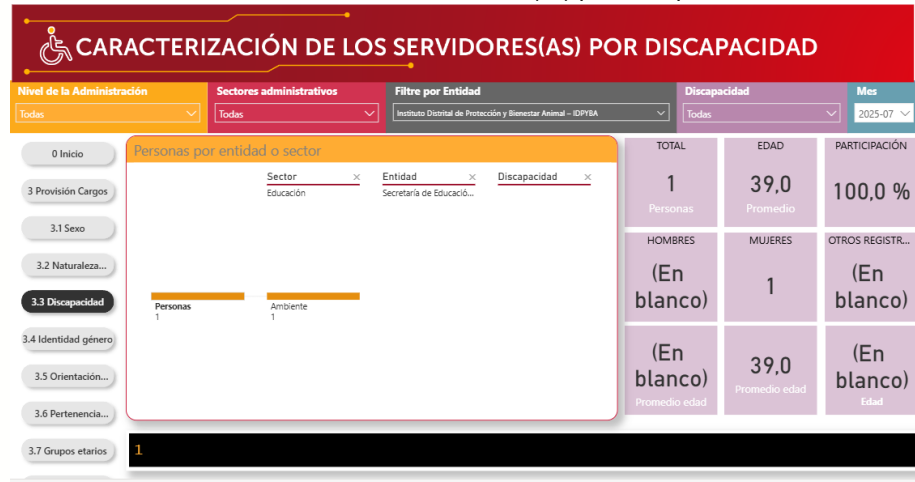 CARACTERIZACIÓN DE LOS SERVIDORES(AS) POR DISCAPACIDAD
Nivel de la Administración
Todas
Sectores administrativos
Todas
Filtre por Entidad
Instituto Distrital de Protección y Bienestar Animal – IDPYBA
Discapacidad
Todas
Mes
2025-07
0 Inicio
3 Provisión Cargos
3.1 Sexo
3.2 Naturaleza...
3.3 Discapacidad
3.4 Identidad género
3.5 Orientación...
3.6 Pertenencia...
3.7 Grupos etarios
Personas por entidad o sector
Sector
Educación
Entidad
Secretaría de Educació...
Discapacidad
Personas
1
Ambiente
1
TOTAL
1
Personas
EDAD
39,0
Promedio
PARTICIPACIÓN
100,0 %
HOMBRES
(En
blanco)
MUJERES
1
OTROS REGISTR...
(En
blanco)
(En
blanco)
Promedio edad
39,0
Promedio edad
(En
blanco)
Edad
1